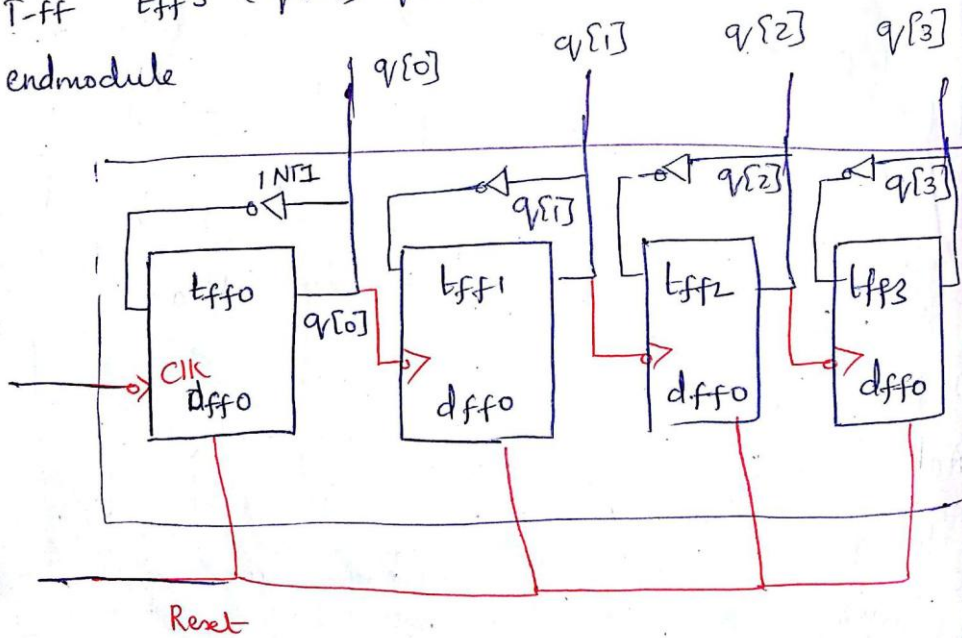 T-ff tff3 (q
endmodule
q[0] q[1] q[2] q[3]
INT1
q[1] q[2] q[3]
tff0 tff1 tff2 tff3
q[0]
Clk
dff0 dff0 dff0 dff0
Reset